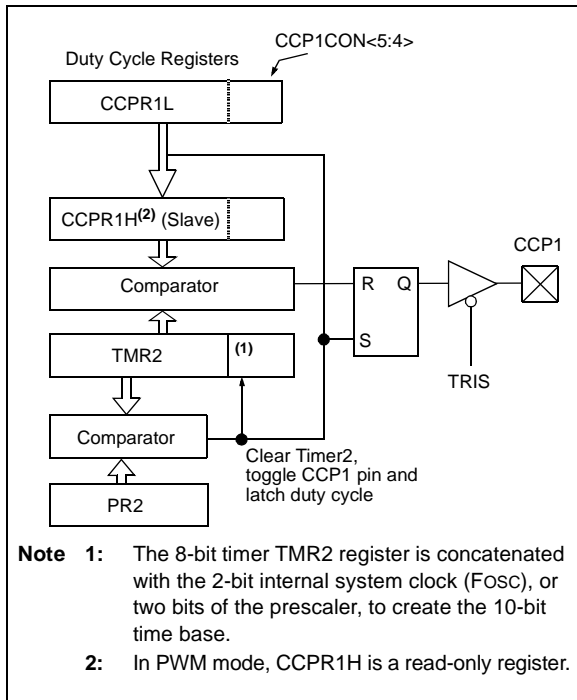 CCP1CON<5:4>
Duty Cycle Registers
CCPR1L
CCPR1H(2) (Slave)
CCP1
Comparator
R Q
TMR2
(1)
S
TRIS
Comparator
Clear Timer2,
toggle CCP1 pin and
latch duty cycle
PR2
Note 1: The 8-bit timer TMR2 register is concatenated
with the 2-bit internal system clock (FOSC), or
two bits of the prescaler, to create the 10-bit
time base.
2: In PWM mode, CCPR1H is a read-only register.